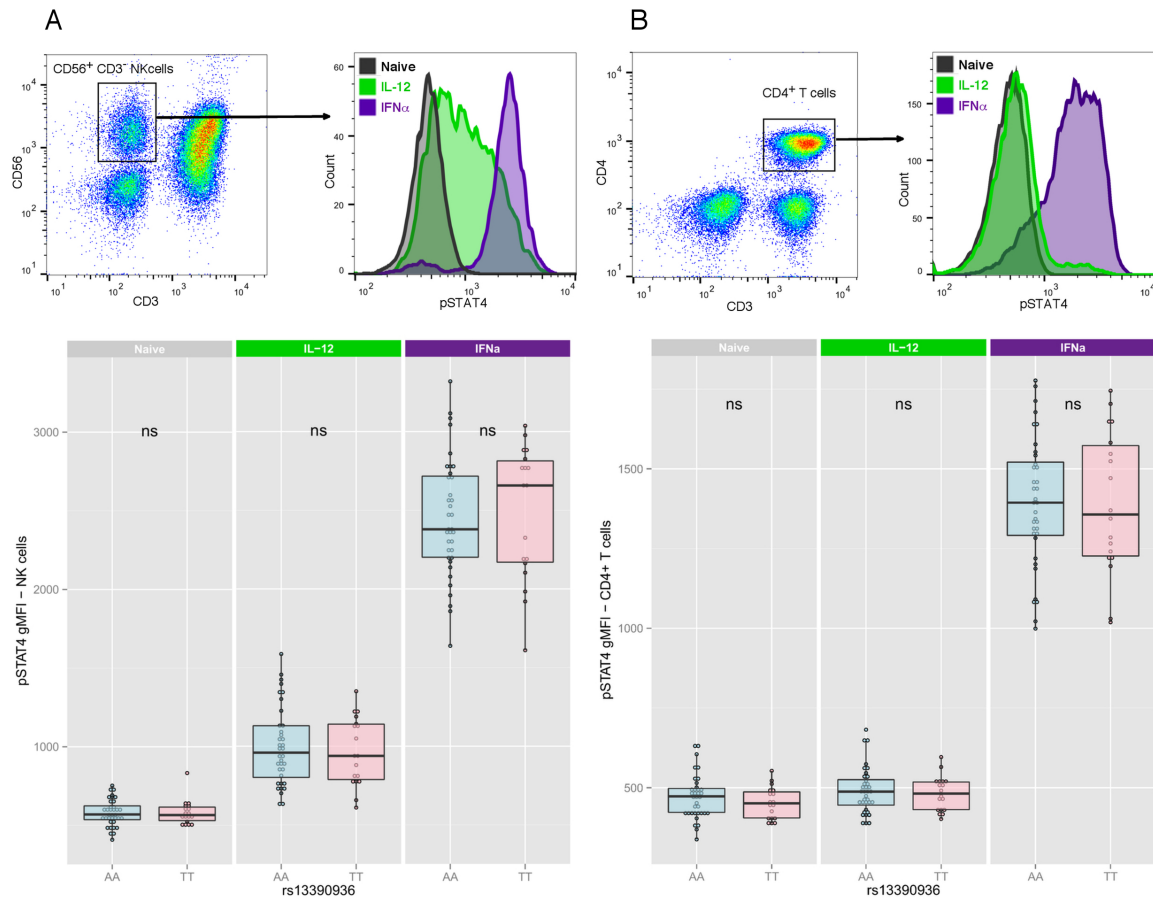 A
CD56+ CD3- NKcells
CD56
10^4
10^3
10^2
10^1
10^1
10^2
10^3
10^4
CD3
Naive
IL-12
IFNα
Count
60
40
20
0
10^2
10^3
10^4
pSTAT4
B
CD4+ T cells
CD4
10^4
10^3
10^2
10^1
10^1
10^2
10^3
10^4
CD3
Naive
IL-12
IFNα
Count
150
100
50
0
10^2
10^3
10^4
pSTAT4
Naive
IL−12
IFNa
ns
ns
ns
pSTAT4 gMFI − NK cells
3000
2000
1000
AA
TT
AA
TT
AA
TT
rs13390936
Naive
IL−12
IFNa
ns
ns
ns
pSTAT4 gMFI − CD4+ T cells
1500
1000
500
AA
TT
AA
TT
AA
TT
rs13390936